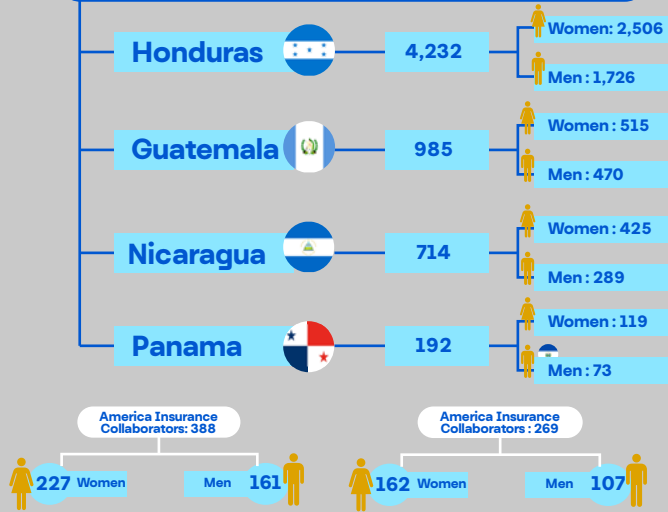 Honduras
4,232
Women: 2,506
Men : 1,726
Guatemala
985
Women : 515
Men : 470
Nicaragua
714
Women : 425
Men : 289
Panama
192
Women : 119
Men : 73
America Insurance
Collaborators: 388
227 Women
Men 161
America Insurance
Collaborators : 269
162 Women
Men 107